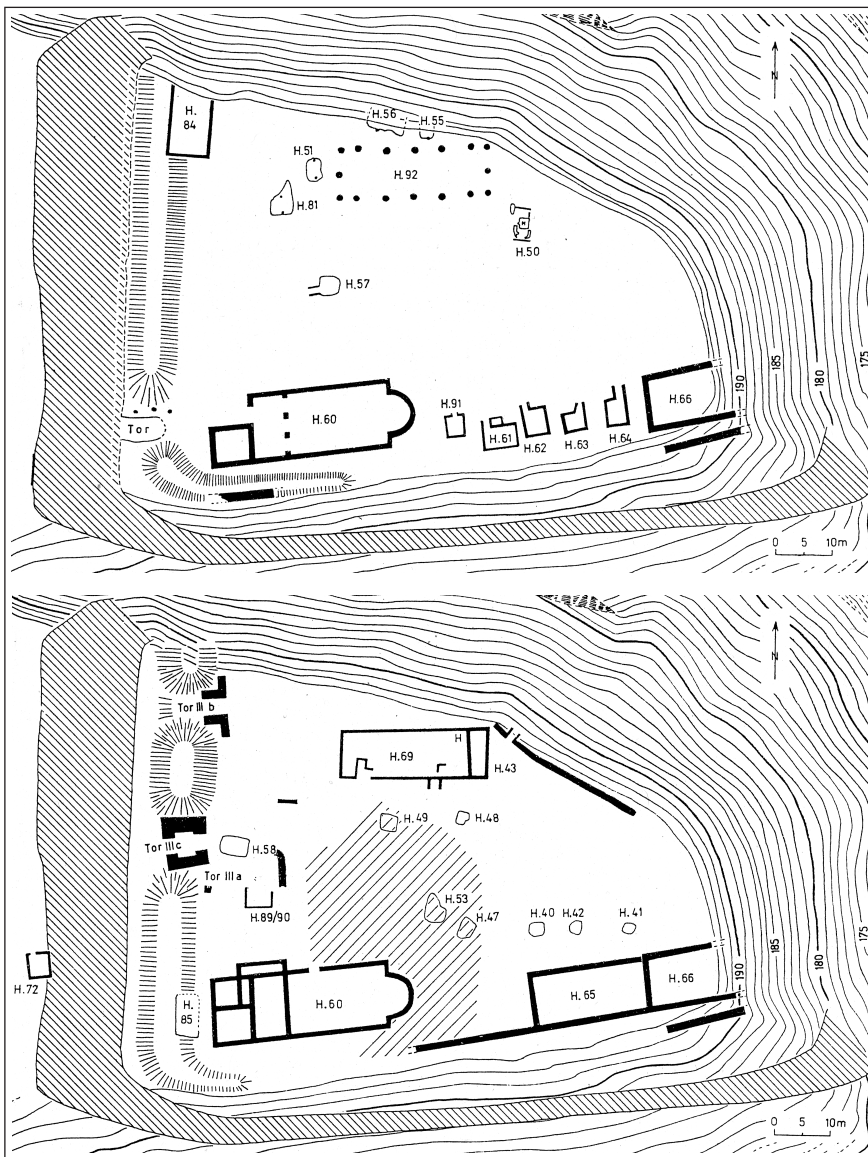 H.
84
H.56
H.55
N
H.51
H.92
H.81
H.50
H.57
190
185
180
175
Tor
H.60
H.91
H.61
H.62
H.63
H.64
H.66
0 5 10m
N
Tor III b
H
H.69
H.43
H.49
H.48
Tor III c
H.58
Tor III a
H.89/90
H.53
H.47
H.40
H.42
H.41
190
185
180
175
H.72
H.
85
H.60
H.65
H.66
0 5 10m